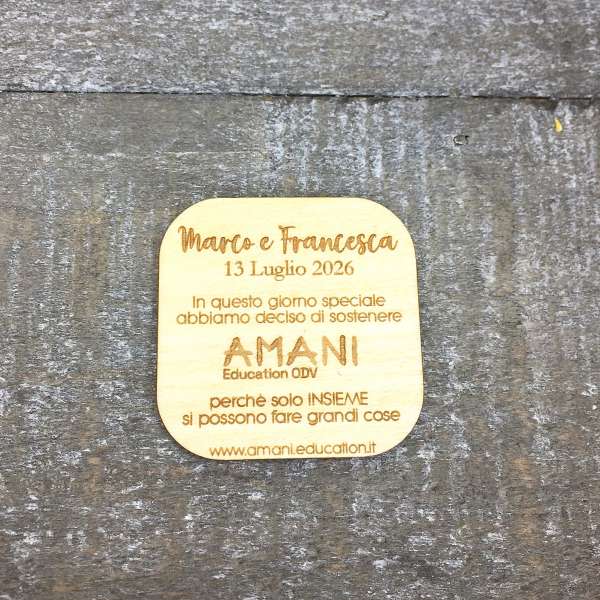 Marco e Francesca
13 Luglio 2026
In questo giorno speciale
abbiamo deciso di sostenere
AMANI
Education ODV
perchè solo INSIEME
si possono fare grandi cose
www.amani.education.it